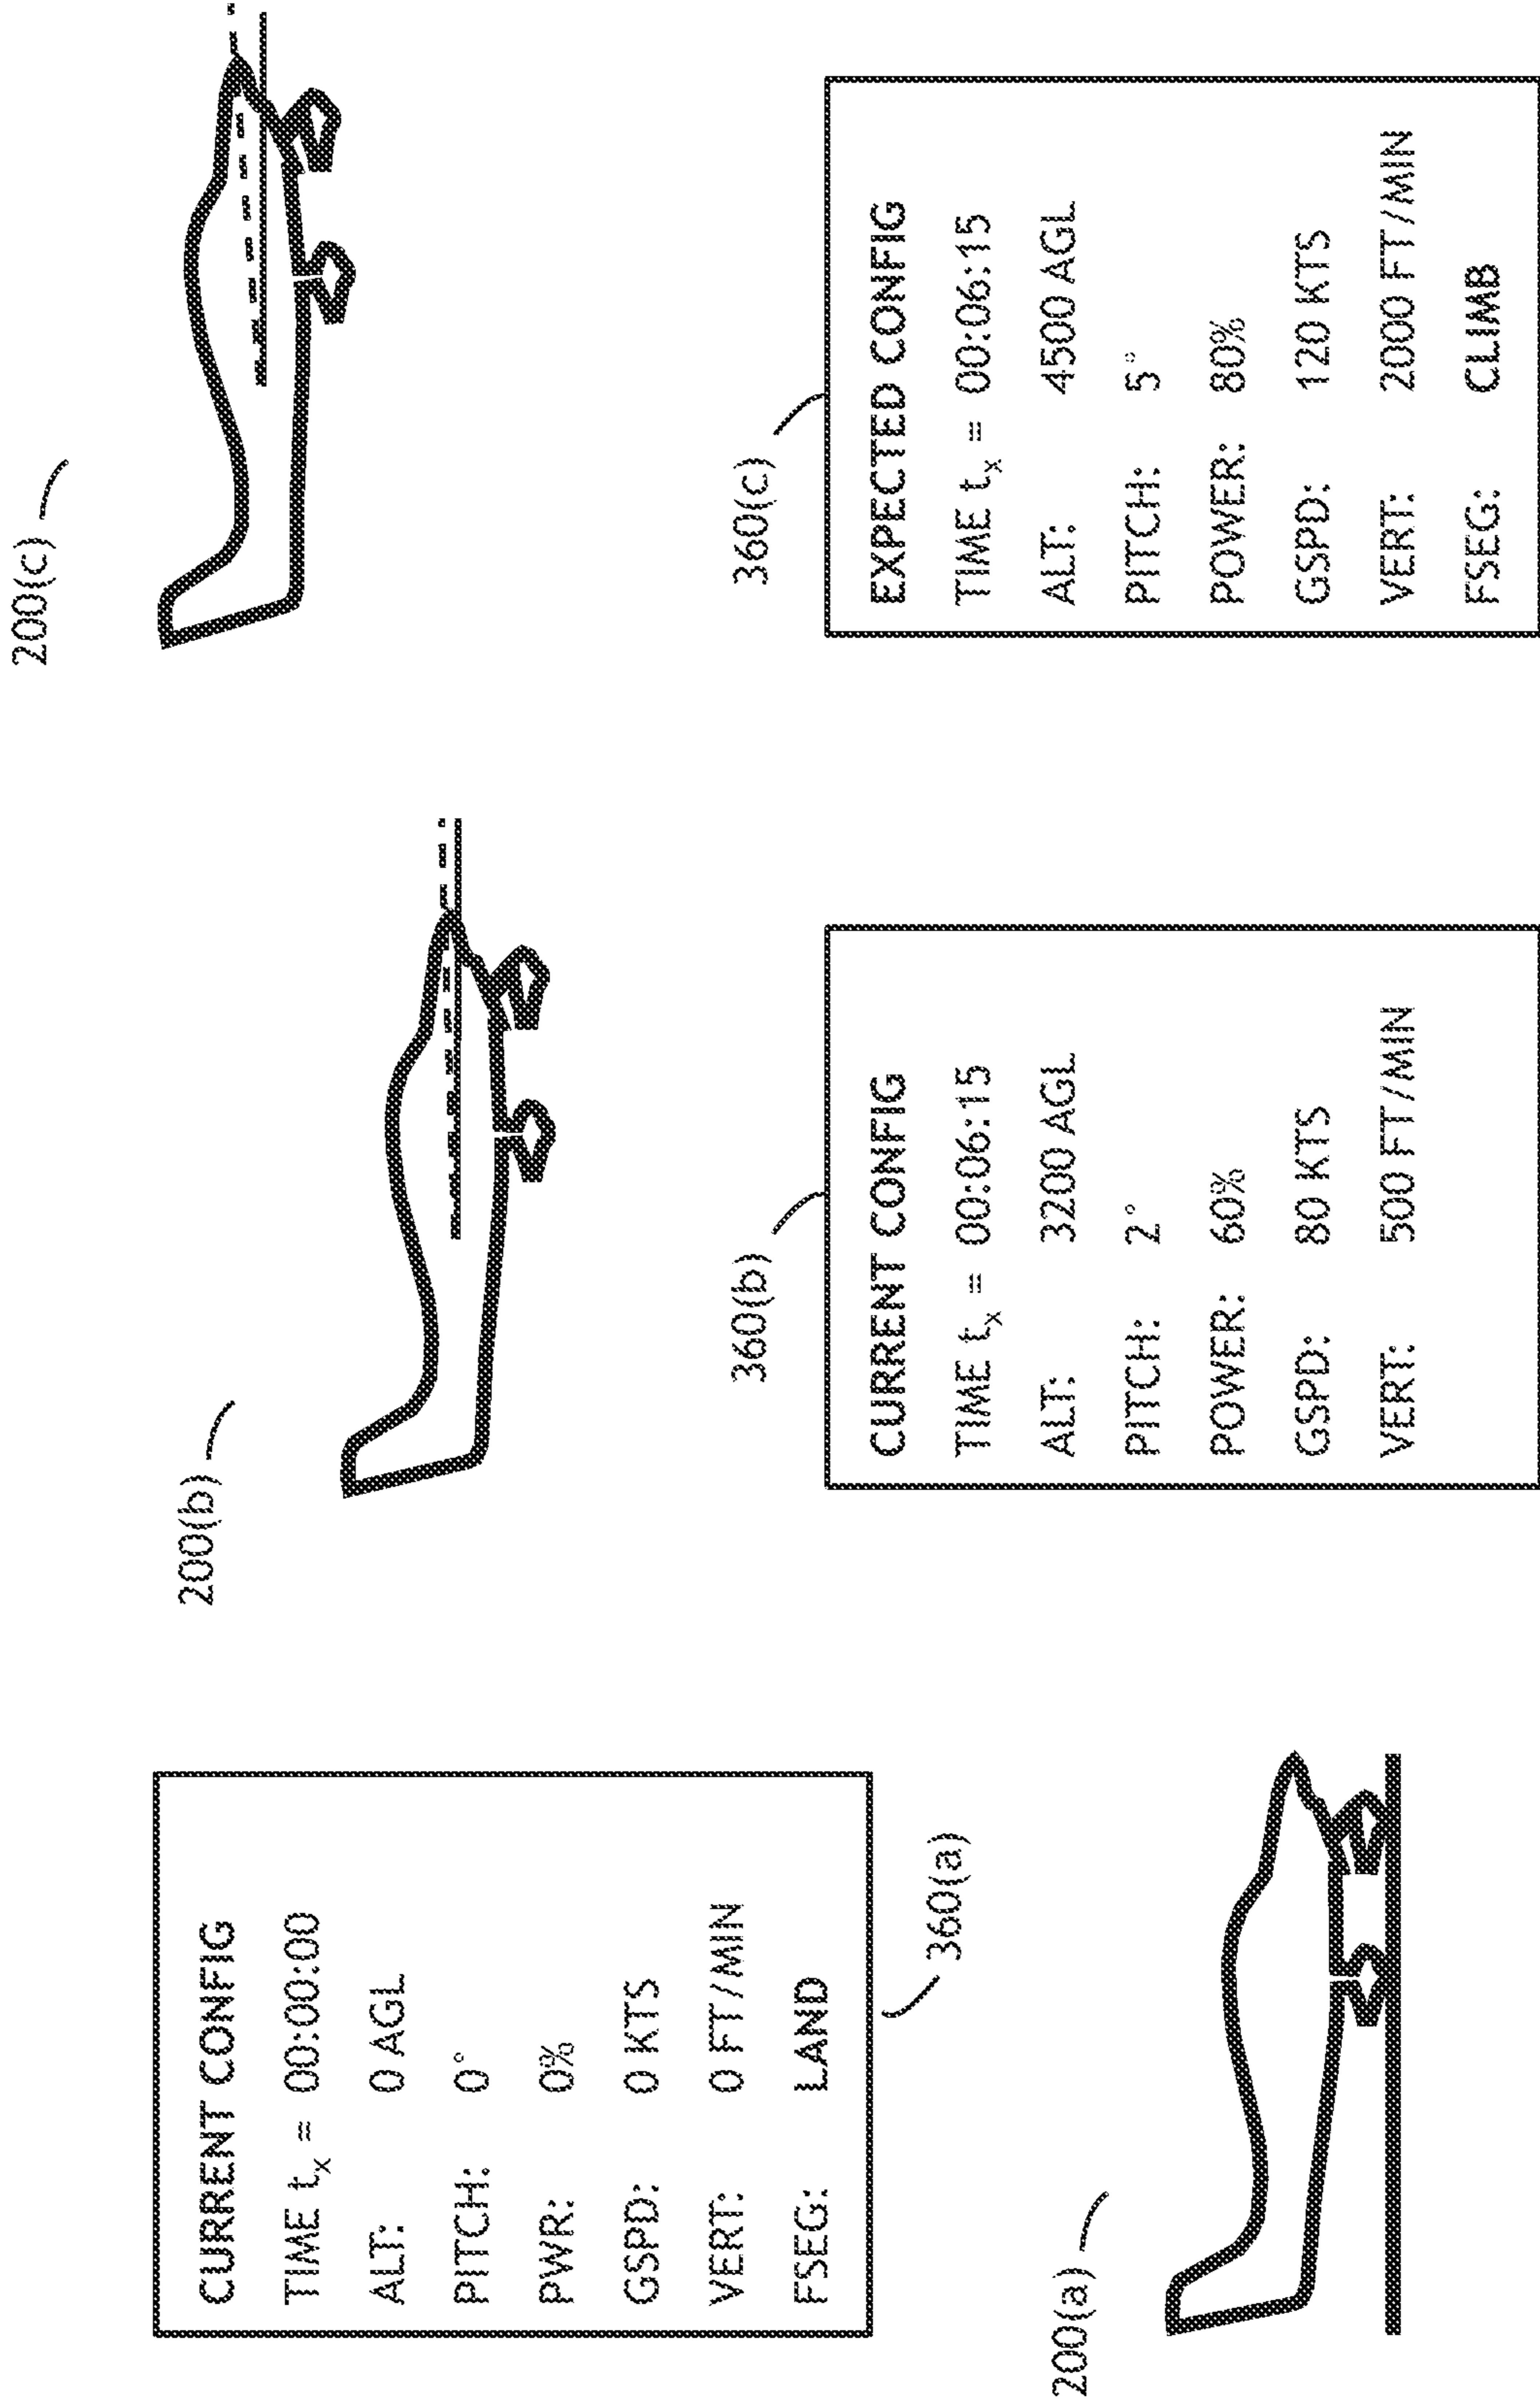 200(c)
200(b)
CURRENT CONFIG
TIME tx = 00:00:00
ALT: 0 AGL
PITCH: 0°
PWR: 0%
GSPD: 0 KTS
VERT: 0 FT/MIN
FSEG: LAND
360(a)
200(a)
360(b)
CURRENT CONFIG
TIME tx = 00:06:15
ALT: 3200 AGL
PITCH: 2°
POWER: 60%
GSPD: 80 KTS
VERT: 500 FT/MIN
360(c)
EXPECTED CONFIG
TIME tx = 00:06:15
ALT: 4500 AGL
PITCH: 5°
POWER: 80%
GSPD: 120 KTS
VERT: 2000 FT/MIN
FSEG: CLIMB